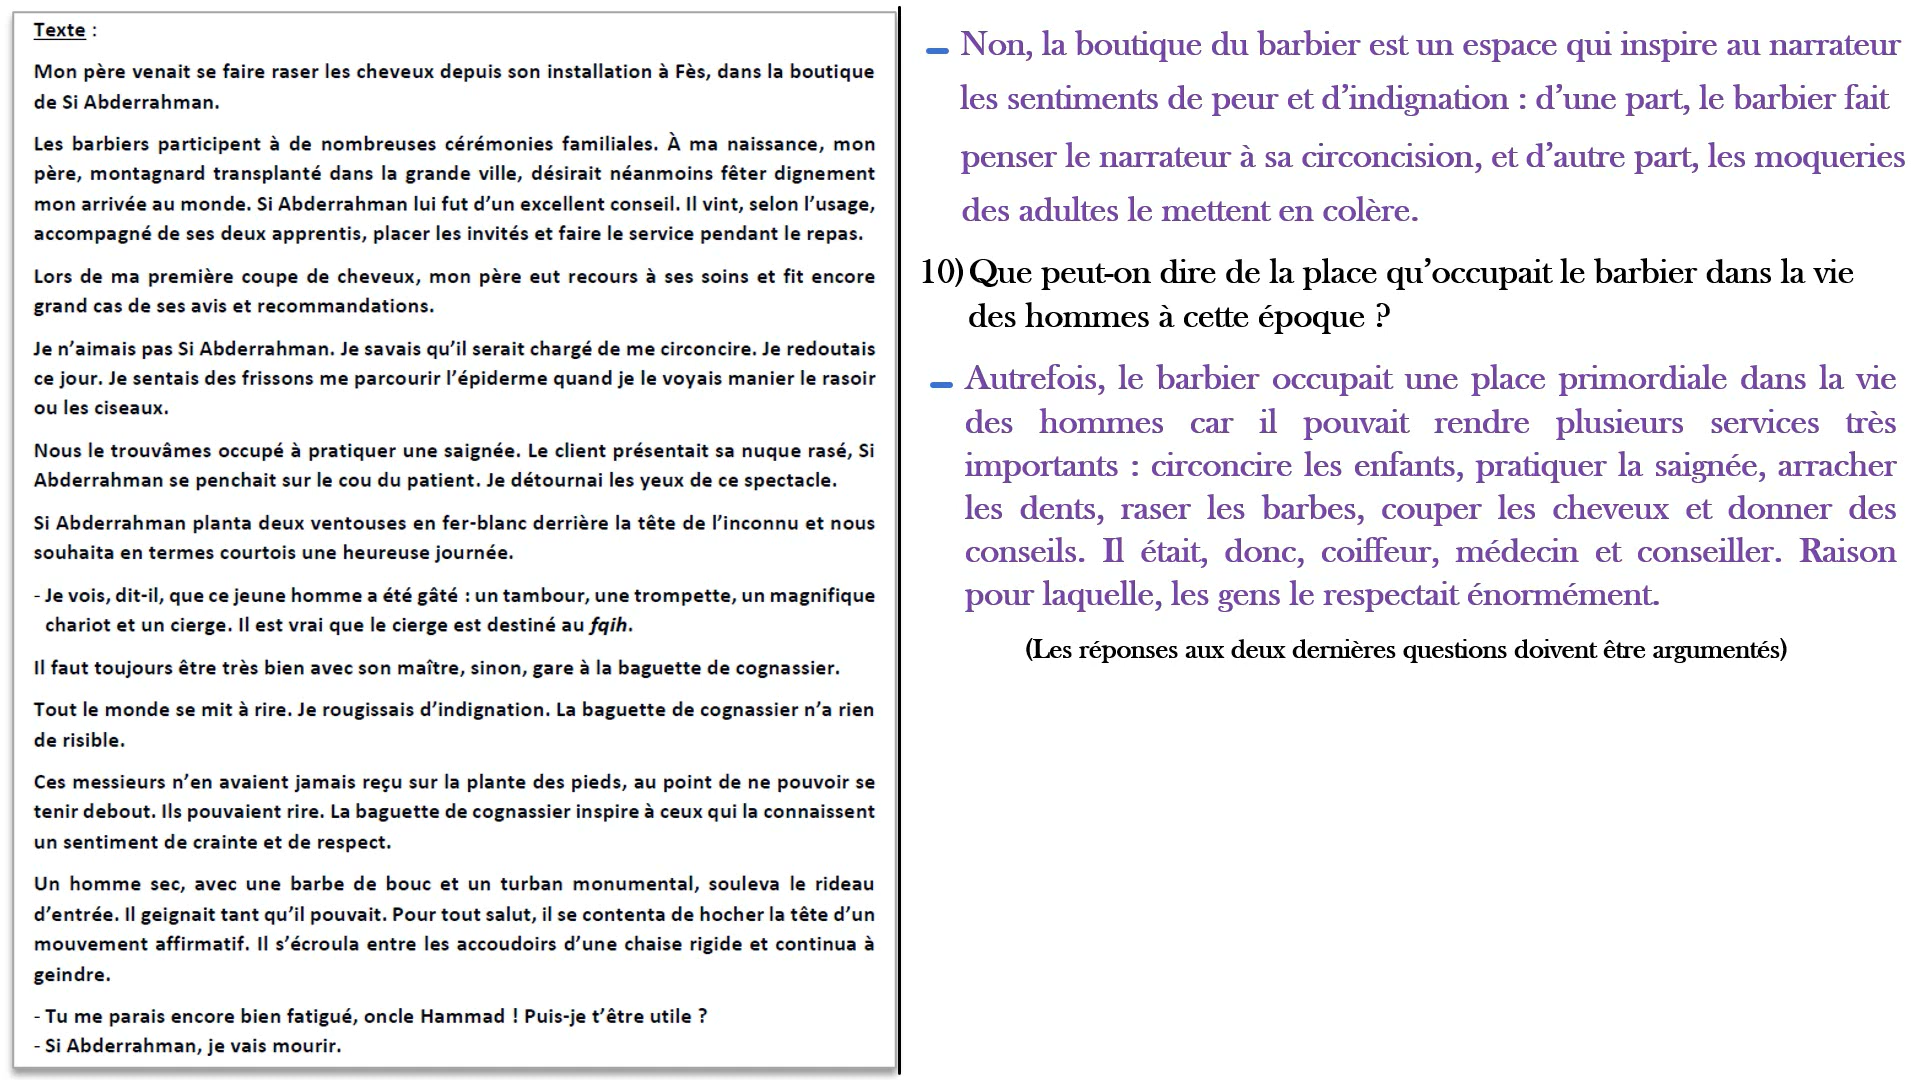 Texte :
Mon père venait se faire raser les cheveux depuis son installation à Fès, dans la boutique
de Si Abderrahman.
Les barbiers participent à de nombreuses cérémonies familiales. À ma naissance, mon
père, montagnard transplanté dans la grande ville, désirait néanmoins fêter dignement
mon arrivée au monde. Si Abderrahman lui fut d'un excellent conseil. Il vint, selon l'usage,
accompagné de ses deux apprentis, placer les invités et faire le service pendant le repas.
Lors de ma première coupe de cheveux, mon père eut recours à ses soins et fit encore
grand cas de ses avis et recommandations.
Je n'aimais pas Si Abderrahman. Je savais qu'il serait chargé de me circoncire. Je redoutais
ce jour. Je sentais des frissons me parcourir l'épiderme quand je le voyais manier le rasoir
ou les ciseaux.
Nous le trouvâmes occupé à pratiquer une saignée. Le client présentait sa nuque rasé, Si
Abderrahman se penchait sur le cou du patient. Je détournai les yeux de ce spectacle.
Si Abderrahman planta deux ventouses en fer-blanc derrière la tête de l'inconnu et nous
souhaita en termes courtois une heureuse journée.
- Je vois, dit-il, que ce jeune homme a été gâté : un tambour, une trompette, un magnifique
chariot et un cierge. Il est vrai que le cierge est destiné au fqih.
Il faut toujours être très bien avec son maître, sinon, gare à la baguette de cognassier.
Tout le monde se mit à rire. Je rougissais d'indignation. La baguette de cognassier n'a rien
de risible.
Ces messieurs n'en avaient jamais reçu sur la plante des pieds, au point de ne pouvoir se
tenir debout. Ils pouvaient rire. La baguette de cognassier inspire à ceux qui la connaissent
un sentiment de crainte et de respect.
Un homme sec, avec une barbe de bouc et un turban monumental, souleva le rideau
d'entrée. Il geignait tant qu'il pouvait. Pour tout salut, il se contenta de hocher la tête d'un
mouvement affirmatif. Il s'écroula entre les accoudoirs d'une chaise rigide et continua à
geindre.
- Tu me parais encore bien fatigué, oncle Hammad ! Puis-je t'être utile ?
- Si Abderrahman, je vais mourir.
– Non, la boutique du barbier est un espace qui inspire au narrateur
les sentiments de peur et d'indignation : d'une part, le barbier fait
penser le narrateur à sa circoncision, et d'autre part, les moqueries
des adultes le mettent en colère.
10) Que peut-on dire de la place qu'occupait le barbier dans la vie
des hommes à cette époque ?
– Autrefois, le barbier occupait une place primordiale dans la vie
des hommes car il pouvait rendre plusieurs services très
importants : circoncire les enfants, pratiquer la saignée, arracher
les dents, raser les barbes, couper les cheveux et donner des
conseils. Il était, donc, coiffeur, médecin et conseiller. Raison
pour laquelle, les gens le respectait énormément.
(Les réponses aux deux dernières questions doivent être argumentés)